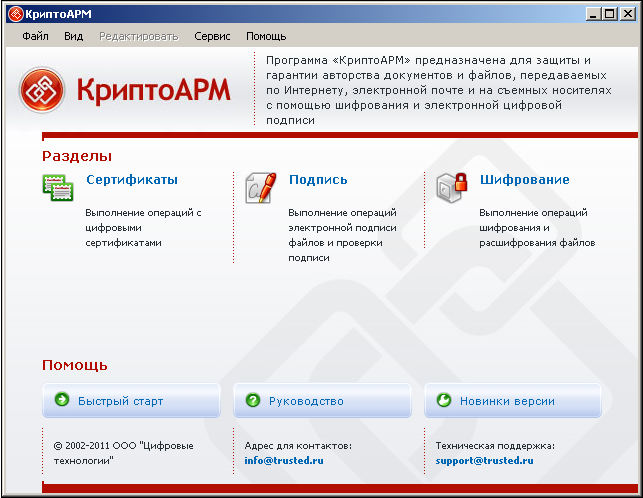 КриптоАРМ
Файл Вид Редактировать Сервис Помощь
КриптоАРМ
Программа «КриптоАРМ» предназначена для защиты и
гарантии авторства документов и файлов, передаваемых
по Интернету, электронной почте и на съемных носителях
с помощью шифрования и электронной цифровой
подписи
Разделы
Сертификаты
Выполнение операций с
цифровыми
сертификатами
Подпись
Выполнение операций
электронной подписи
файлов и проверки
подписи
Шифрование
Выполнение операций
шифрования и
расшифрования файлов
Помощь
Быстрый старт
Руководство
Новинки версии
© 2002-2011 ООО "Цифровые
технологии"
Адрес для контактов:
info@trusted.ru
Техническая поддержка:
support@trusted.ru